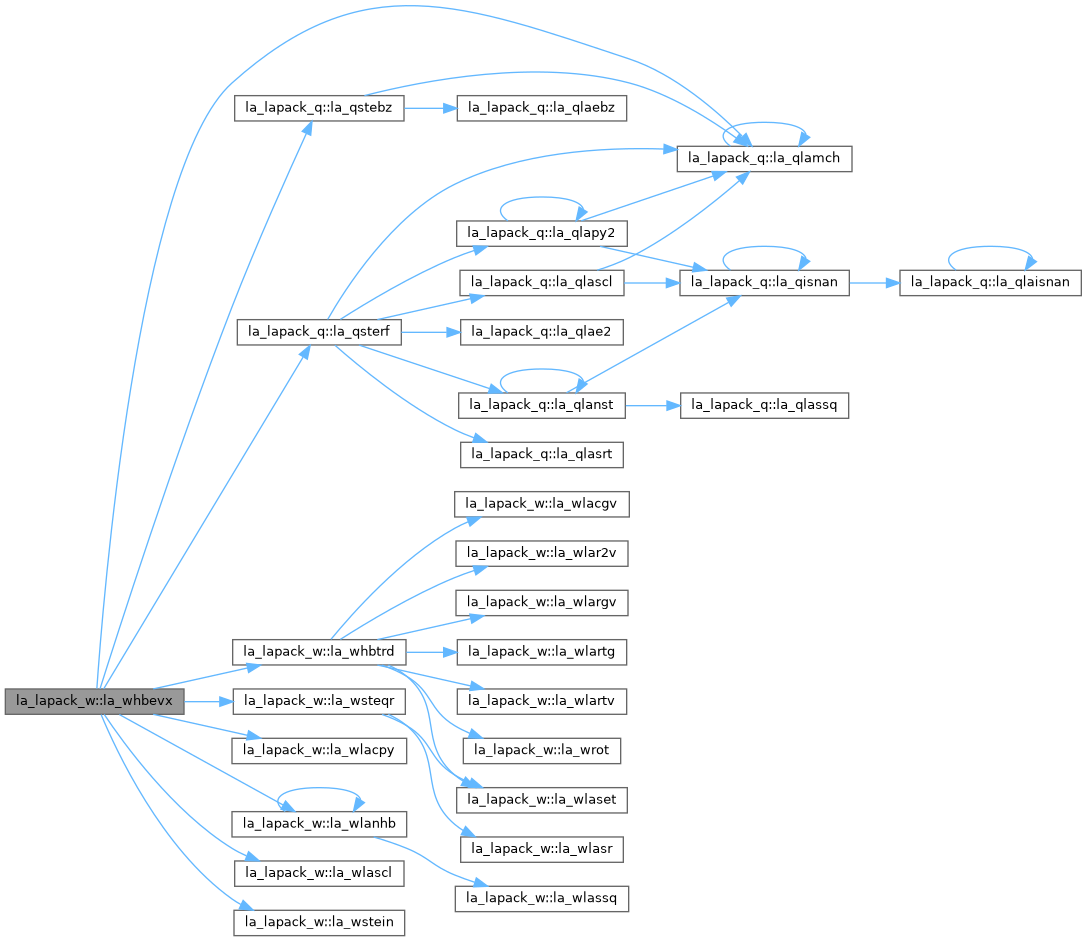 la_lapack_q::la_qstebz
la_lapack_q::la_qlaebz
la_lapack_q::la_qlamch
la_lapack_q::la_qlapy2
la_lapack_q::la_qlascl
la_lapack_q::la_qisnan
la_lapack_q::la_qlaisnan
la_lapack_q::la_qsterf
la_lapack_q::la_qlae2
la_lapack_q::la_qlanst
la_lapack_q::la_qlassq
la_lapack_q::la_qlasrt
la_lapack_w::la_wlacgv
la_lapack_w::la_wlar2v
la_lapack_w::la_wlargv
la_lapack_w::la_whbtrd
la_lapack_w::la_wlartg
la_lapack_w::la_whbevx
la_lapack_w::la_wsteqr
la_lapack_w::la_wlartv
la_lapack_w::la_wlacpy
la_lapack_w::la_wrot
la_lapack_w::la_wlaset
la_lapack_w::la_wlanhb
la_lapack_w::la_wlasr
la_lapack_w::la_wlascl
la_lapack_w::la_wlassq
la_lapack_w::la_wstein